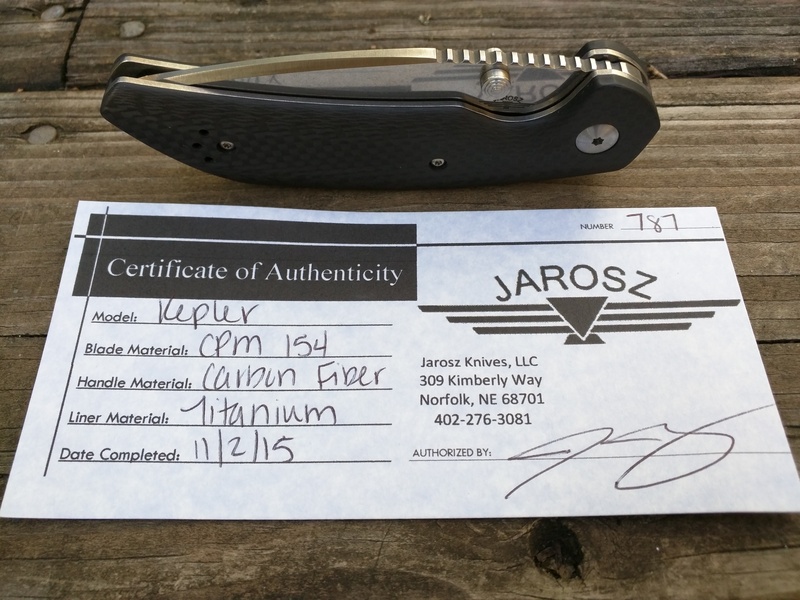 JAROSZ
NUMBER 787
Certificate of Authenticity
JAROSZ
Model: Kepler
Blade Material: CPM 154
Handle Material: Carbon Fiber
Liner Material: Titanium
Date Completed: 11/2/15
Jarosz Knives, LLC
309 Kimberly Way
Norfolk, NE 68701
402-276-3081
AUTHORIZED BY: